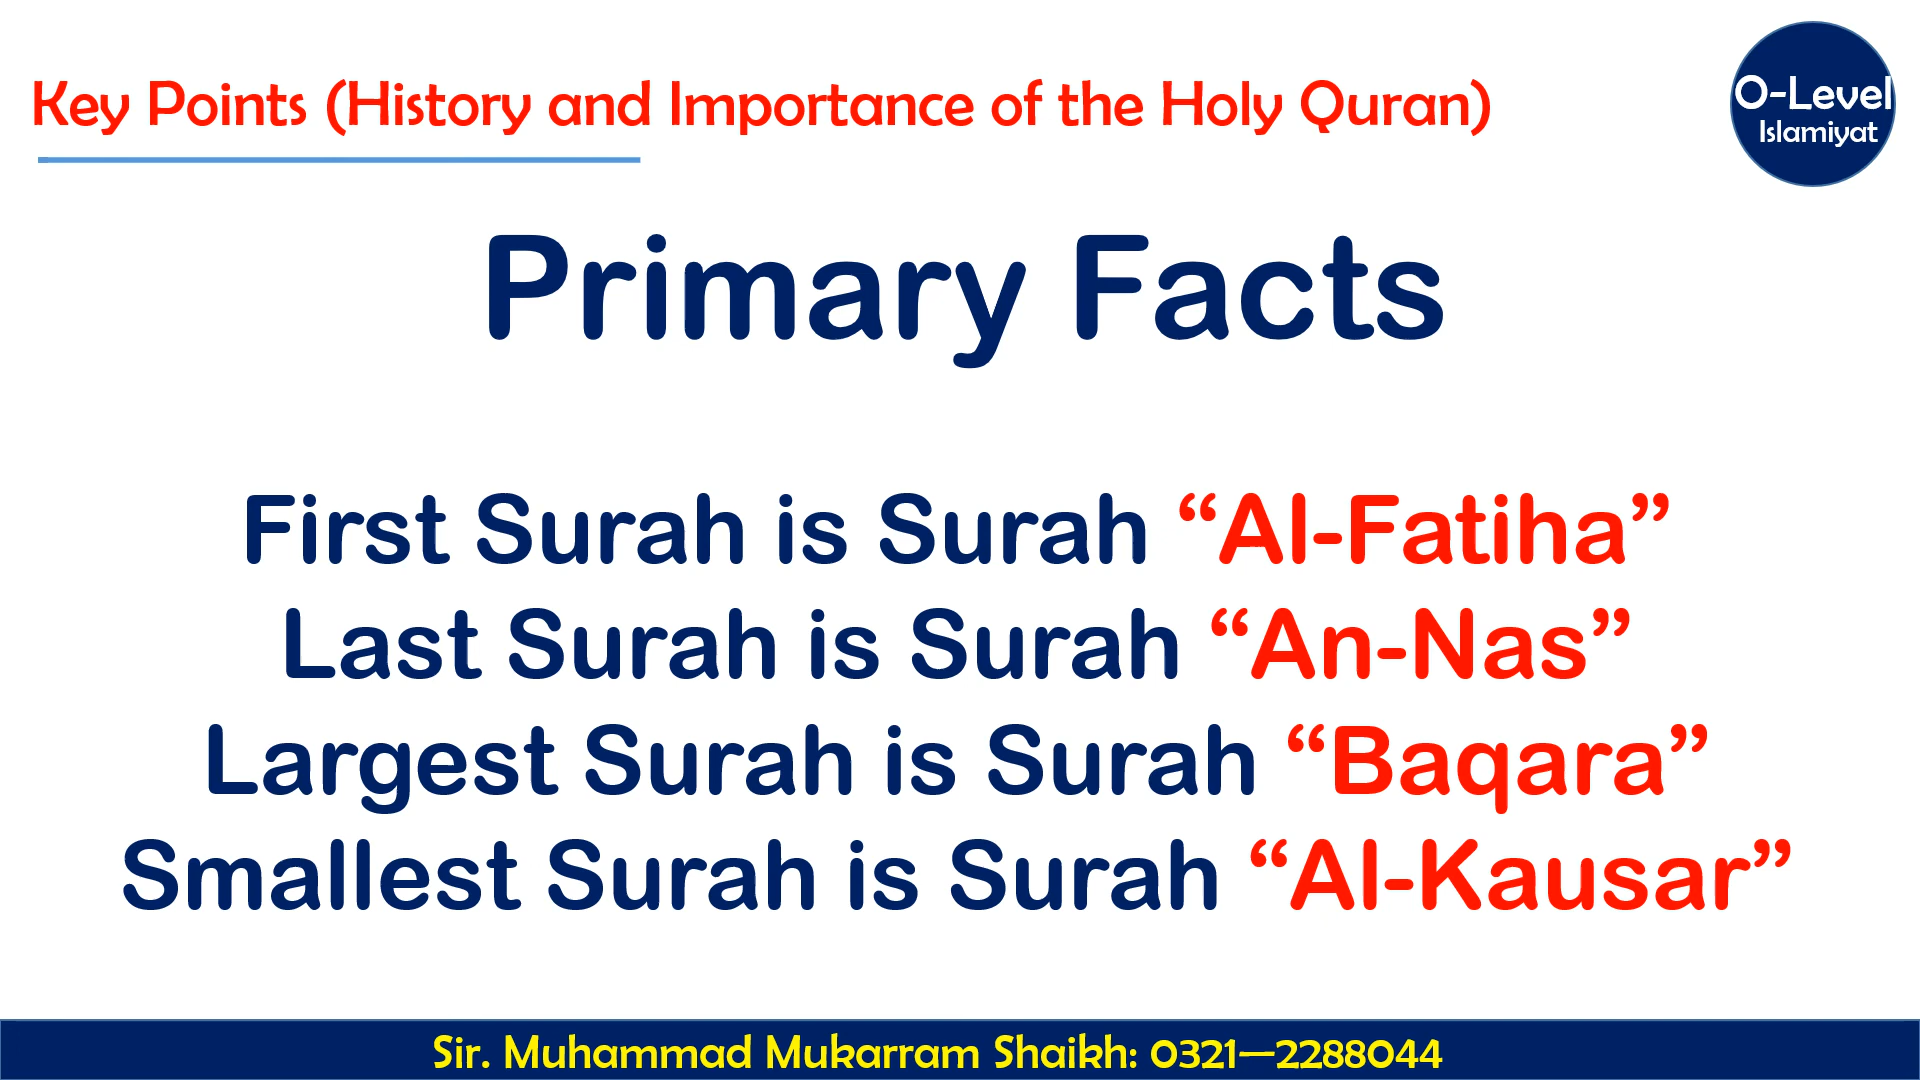 Key Points (History and Importance of the Holy Quran)
O-Level
Islamiyat
Primary Facts
First Surah is Surah “Al-Fatiha”
Last Surah is Surah “An-Nas”
Largest Surah is Surah “Baqara”
Smallest Surah is Surah “Al-Kausar”
Sir. Muhammad Mukarram Shaikh: 0321—2288044